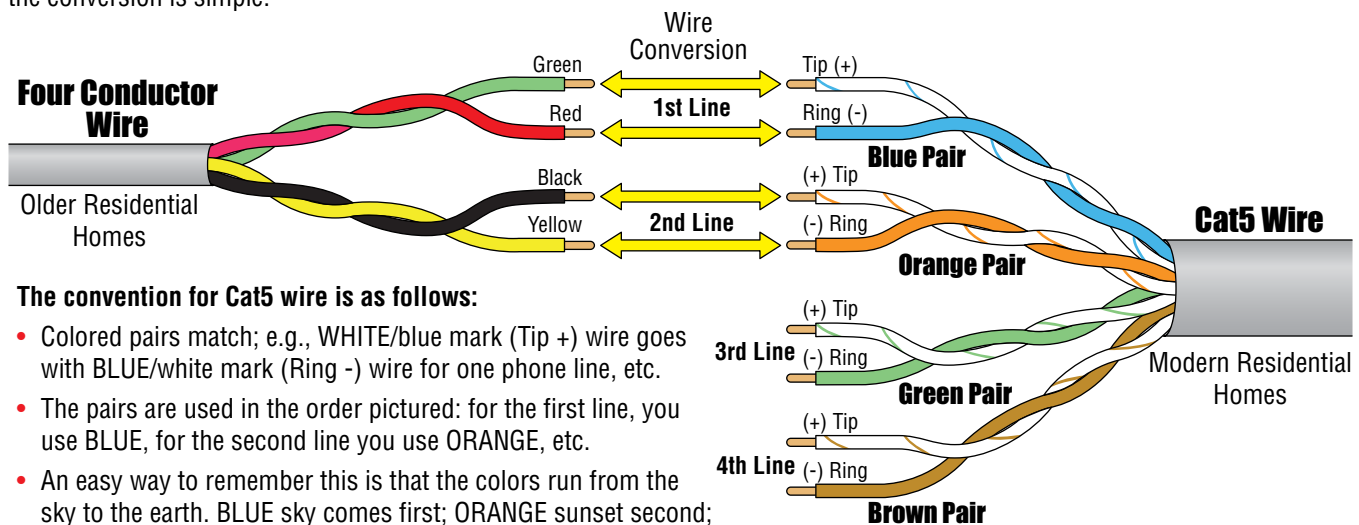 the conversion is simple.
Wire
Conversion
Four Conductor
Wire
Older Residential
Homes
Green
Red
Black
Yellow
1st Line
2nd Line
Tip (+)
Ring (-)
Blue Pair
(+) Tip
(-) Ring
Orange Pair
(+) Tip
3rd Line
(-) Ring
Green Pair
(+) Tip
4th Line
(-) Ring
Brown Pair
Cat5 Wire
Modern Residential
Homes
The convention for Cat5 wire is as follows:
• Colored pairs match; e.g., WHITE/blue mark (Tip +) wire goes
with BLUE/white mark (Ring -) wire for one phone line, etc.
• The pairs are used in the order pictured: for the first line, you
use BLUE, for the second line you use ORANGE, etc.
• An easy way to remember this is that the colors run from the
sky to the earth. BLUE sky comes first; ORANGE sunset second;